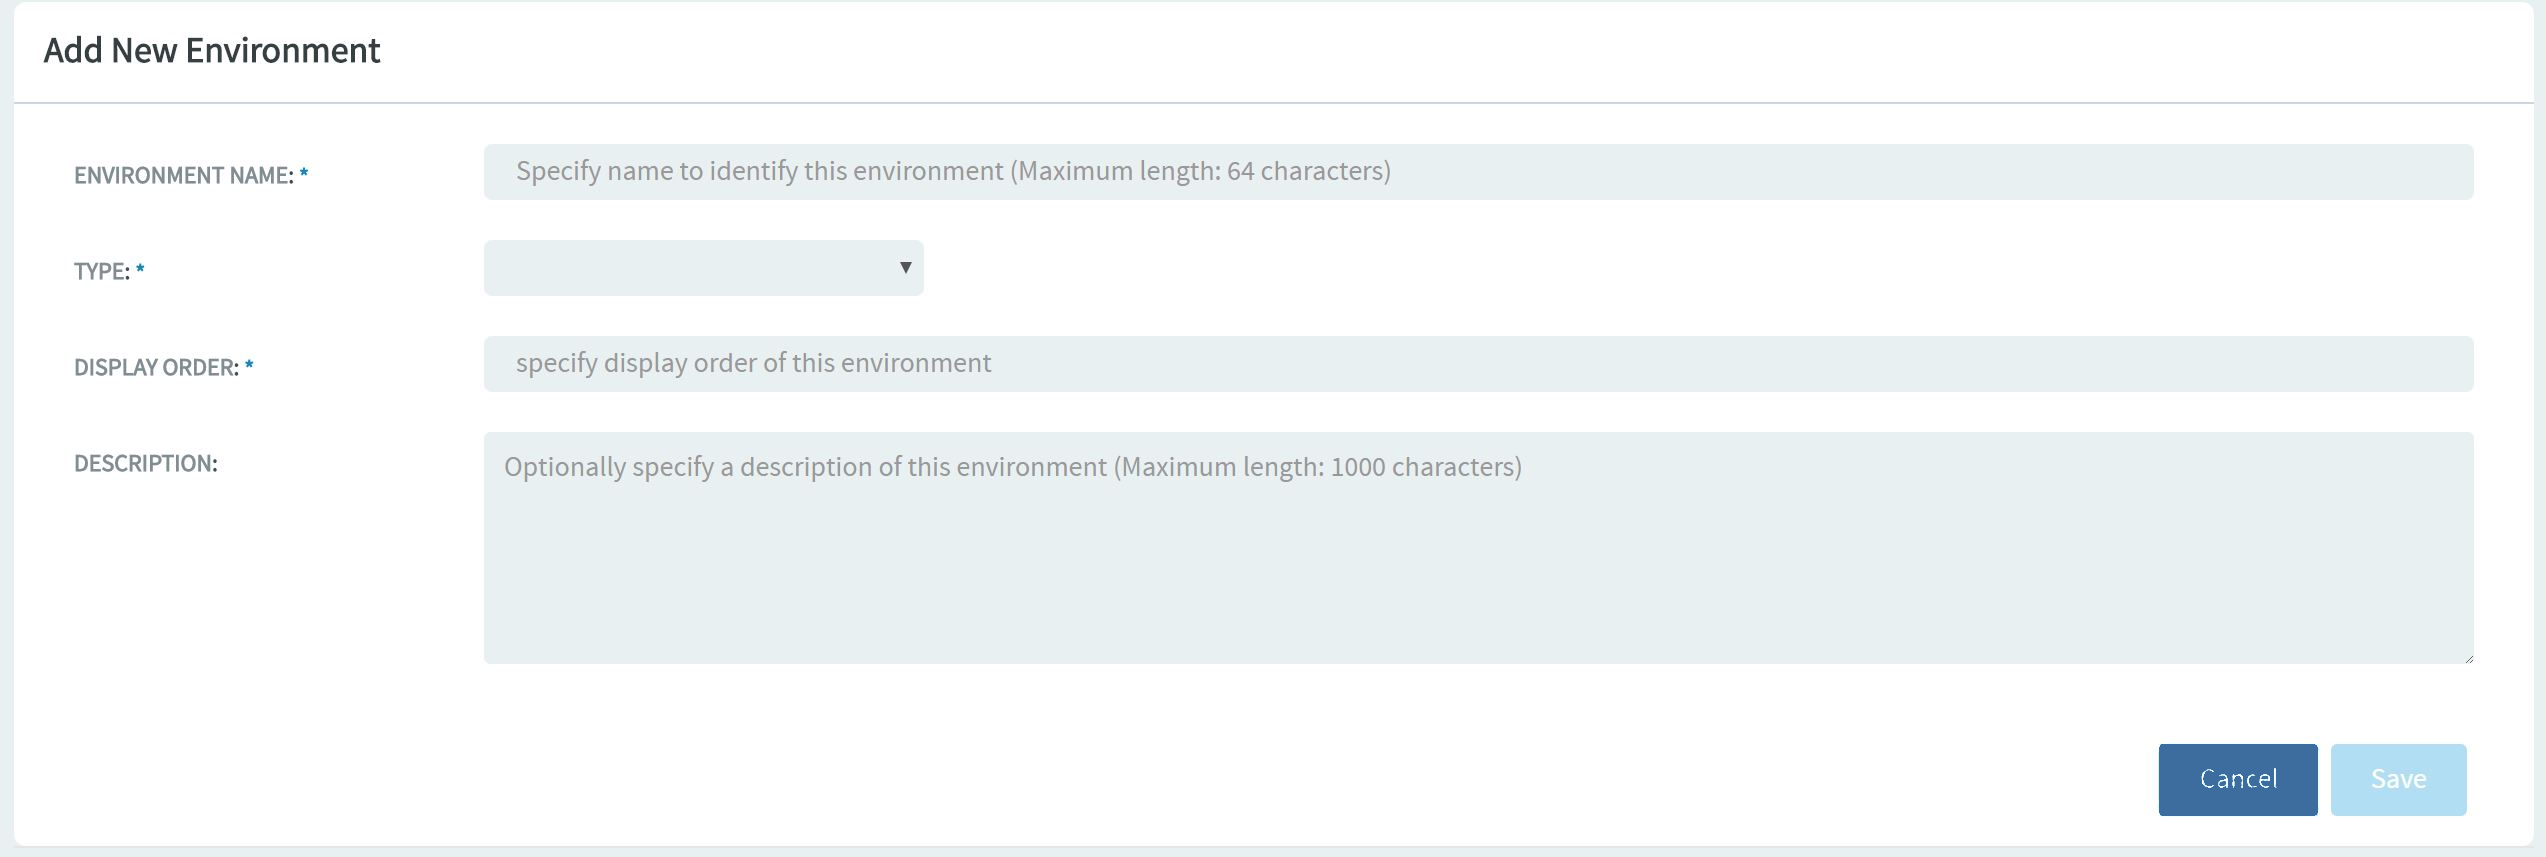 Add New Environment
ENVIRONMENT NAME: * Specify name to identify this environment (Maximum length: 64 characters)
TYPE: *
DISPLAY ORDER: * specify display order of this environment
DESCRIPTION: Optionally specify a description of this environment (Maximum length: 1000 characters)
Cancel Save